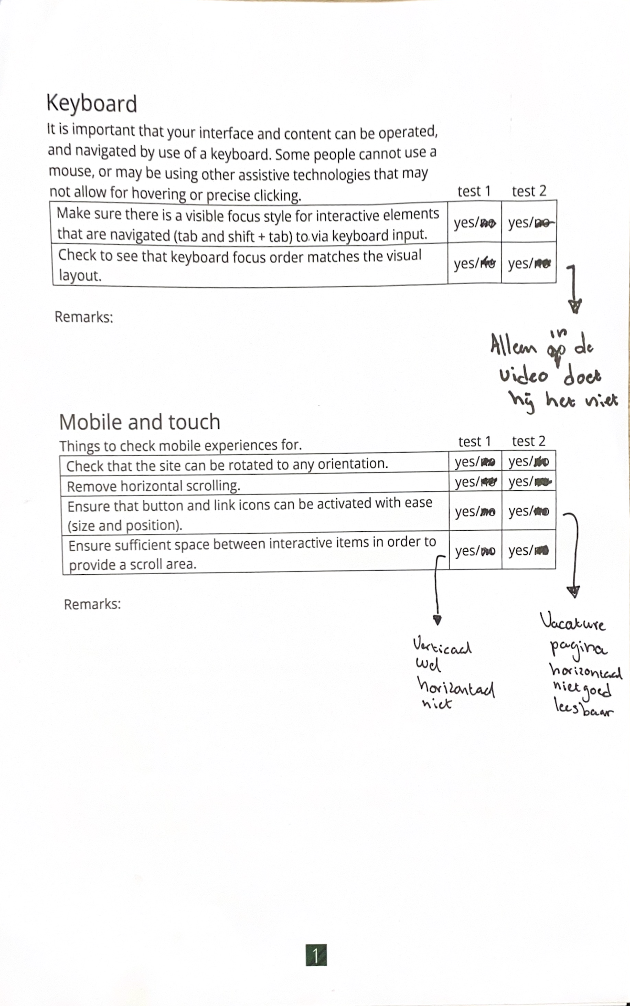 Keyboard
It is important that your interface and content can be operated,
and navigated by use of a keyboard. Some people cannot use a
mouse, or may be using other assistive technologies that may
not allow for hovering or precise clicking.
test 1 test 2
Make sure there is a visible focus style for interactive elements
that are navigated (tab and shift + tab) to via keyboard input.
yes/no yes/no
Check to see that keyboard focus order matches the visual
layout.
yes/no yes/no
Remarks:
in
Alleen op de
video doet
hij het niet
Mobile and touch
Things to check mobile experiences for.
test 1 test 2
Check that the site can be rotated to any orientation.
yes/no yes/no
Remove horizontal scrolling.
yes/no yes/no
Ensure that button and link icons can be activated with ease
(size and position).
yes/no yes/no
Ensure sufficient space between interactive items in order to
provide a scroll area.
yes/no yes/no
Remarks:
Verticaal
wel
horizontaal
niet
Vacature
pagina
horizontaal
niet goed
leesbaar
1